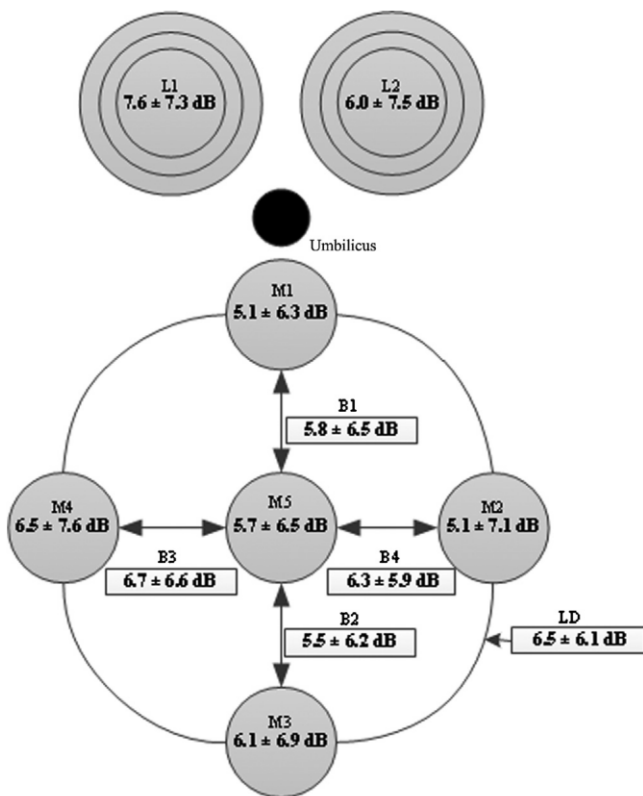 L1
7.6 ± 7.3 dB
L2
6.0 ± 7.5 dB
Umbilicus
M1
5.1 ± 6.3 dB
B1
5.8 ± 6.5 dB
M4
6.5 ± 7.6 dB
M5
5.7 ± 6.5 dB
M2
5.1 ± 7.1 dB
B3
6.7 ± 6.6 dB
B4
6.3 ± 5.9 dB
B2
5.5 ± 6.2 dB
LD
6.5 ± 6.1 dB
M3
6.1 ± 6.9 dB